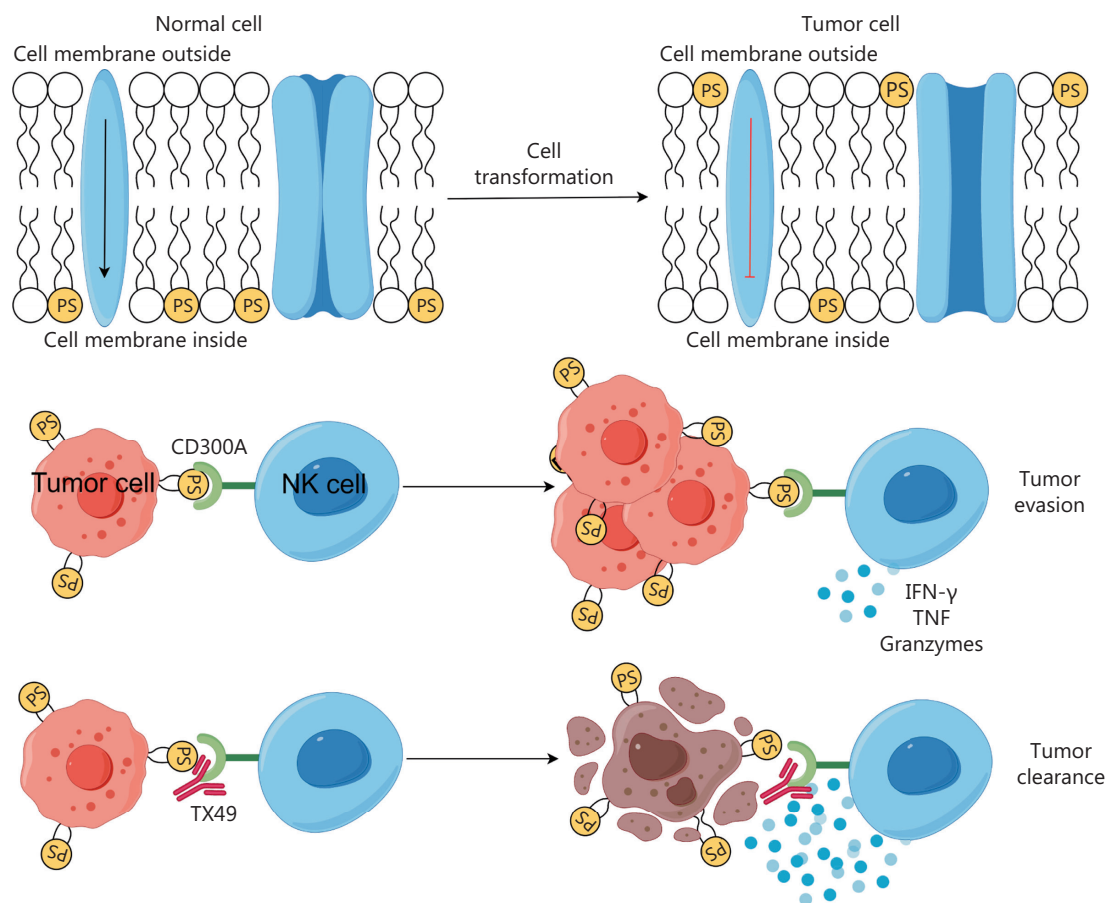 Normal cell
Cell membrane outside
PS
PS
PS
PS
Cell membrane inside
Cell
transformation
Tumor cell
Cell membrane outside
PS
PS
PS
PS
Cell membrane inside
PS
CD300A
Tumor cell
PS
NK cell
PS
PS
PS
PS
PS
PS
PS
Tumor
evasion
IFN-γ
TNF
Granzymes
PS
PS
TX49
PS
PS
PS
PS
PS
Tumor
clearance